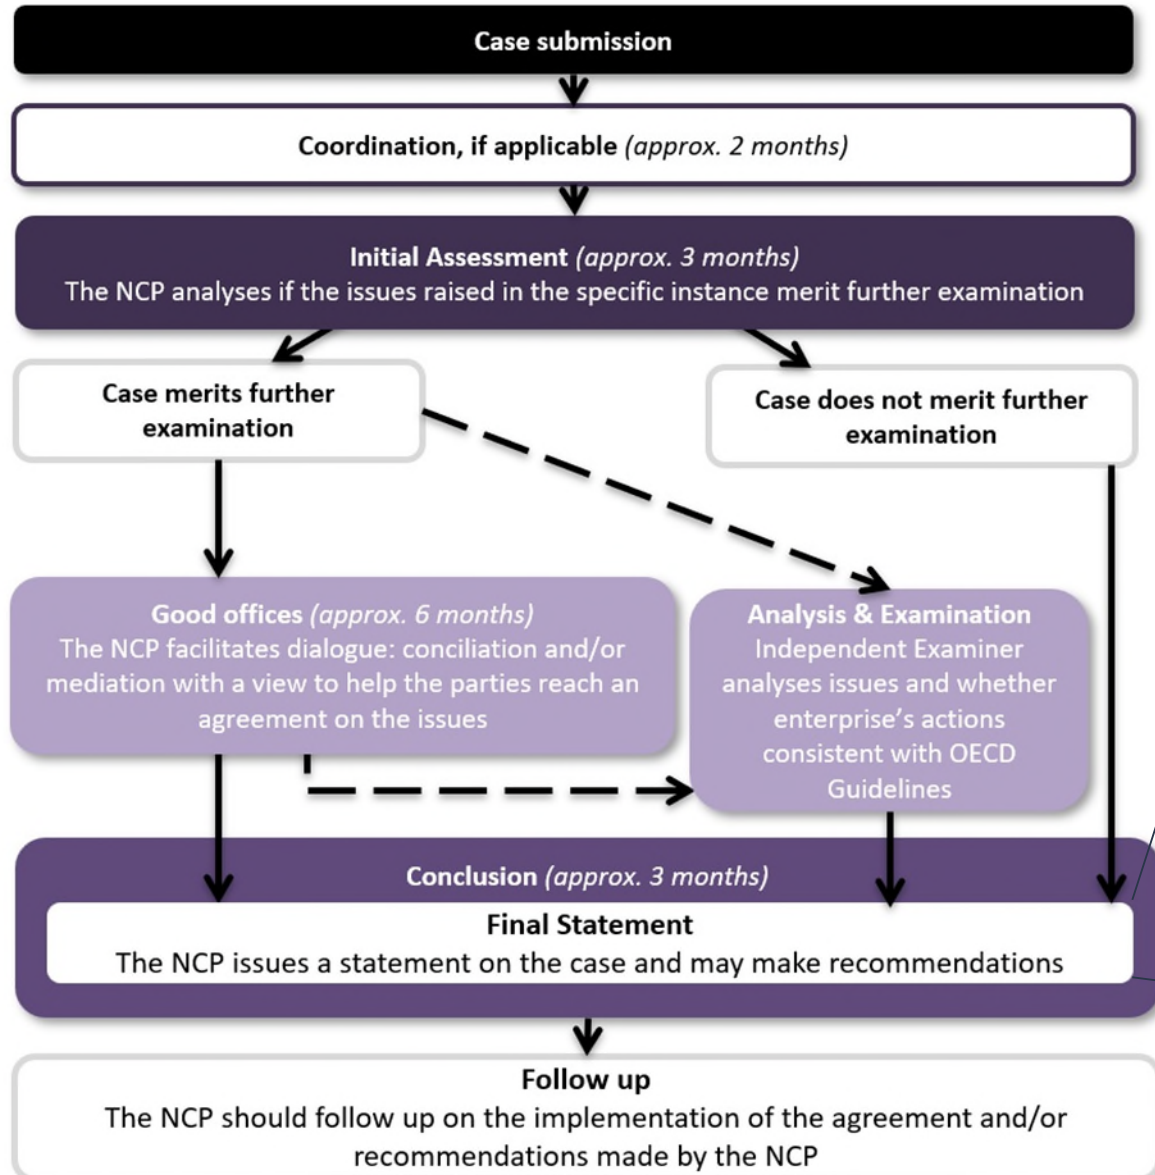 Case submission
Coordination, if applicable (approx. 2 months)
Initial Assessment (approx. 3 months)
The NCP analyses if the issues raised in the specific instance merit further examination
Case merits further
examination
Case does not merit further
examination
Good offices (approx. 6 months)
The NCP facilitates dialogue: conciliation and/or
mediation with a view to help the parties reach an
agreement on the issues
Analysis & Examination
Independent Examiner
analyses issues and whether
enterprise’s actions
consistent with OECD
Guidelines
Conclusion (approx. 3 months)
Final Statement
The NCP issues a statement on the case and may make recommendations
Follow up
The NCP should follow up on the implementation of the agreement and/or
recommendations made by the NCP